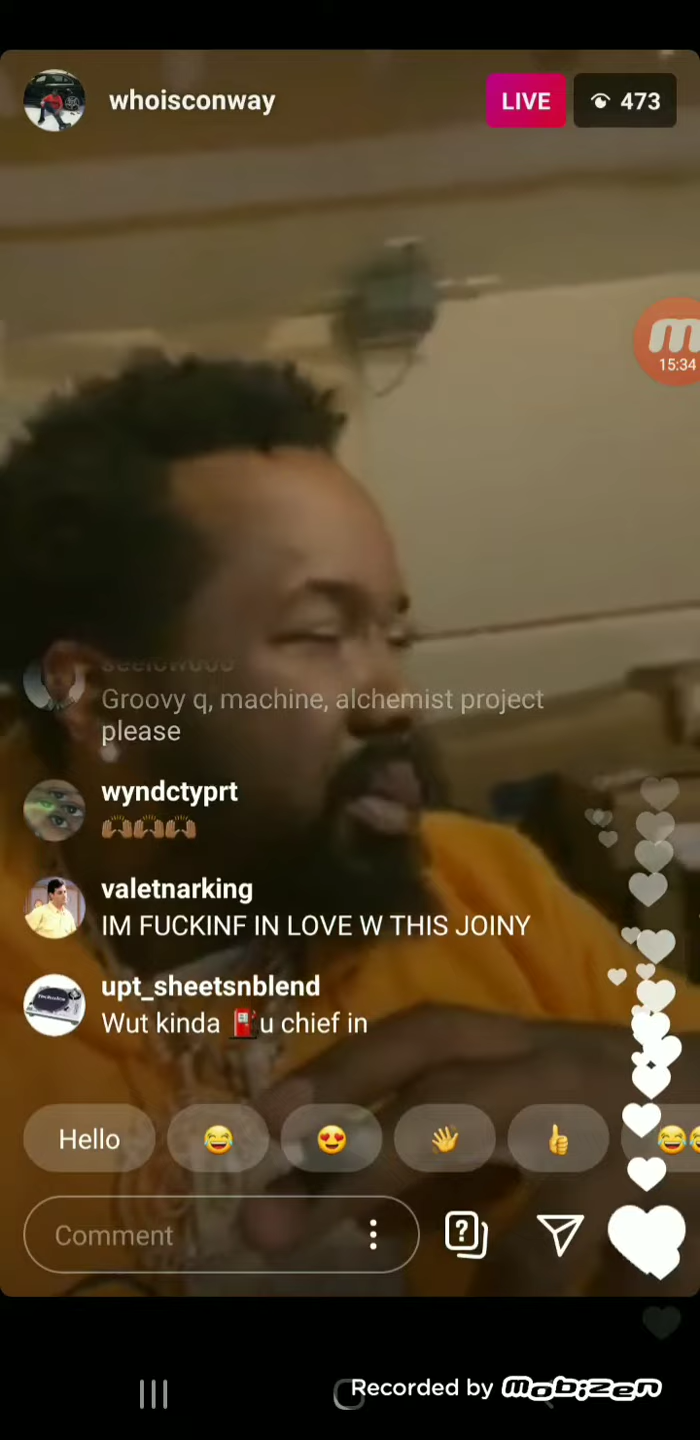 whoisconway
LIVE
473
15:34
seelowood
Groovy q, machine, alchemist project
please
wyndctyprt
valetnarking
IM FUCKINF IN LOVE W THIS JOINY
upt_sheetsnblend
Wut kinda ⛽u chief in
Hello
Comment
Recorded by mobizen